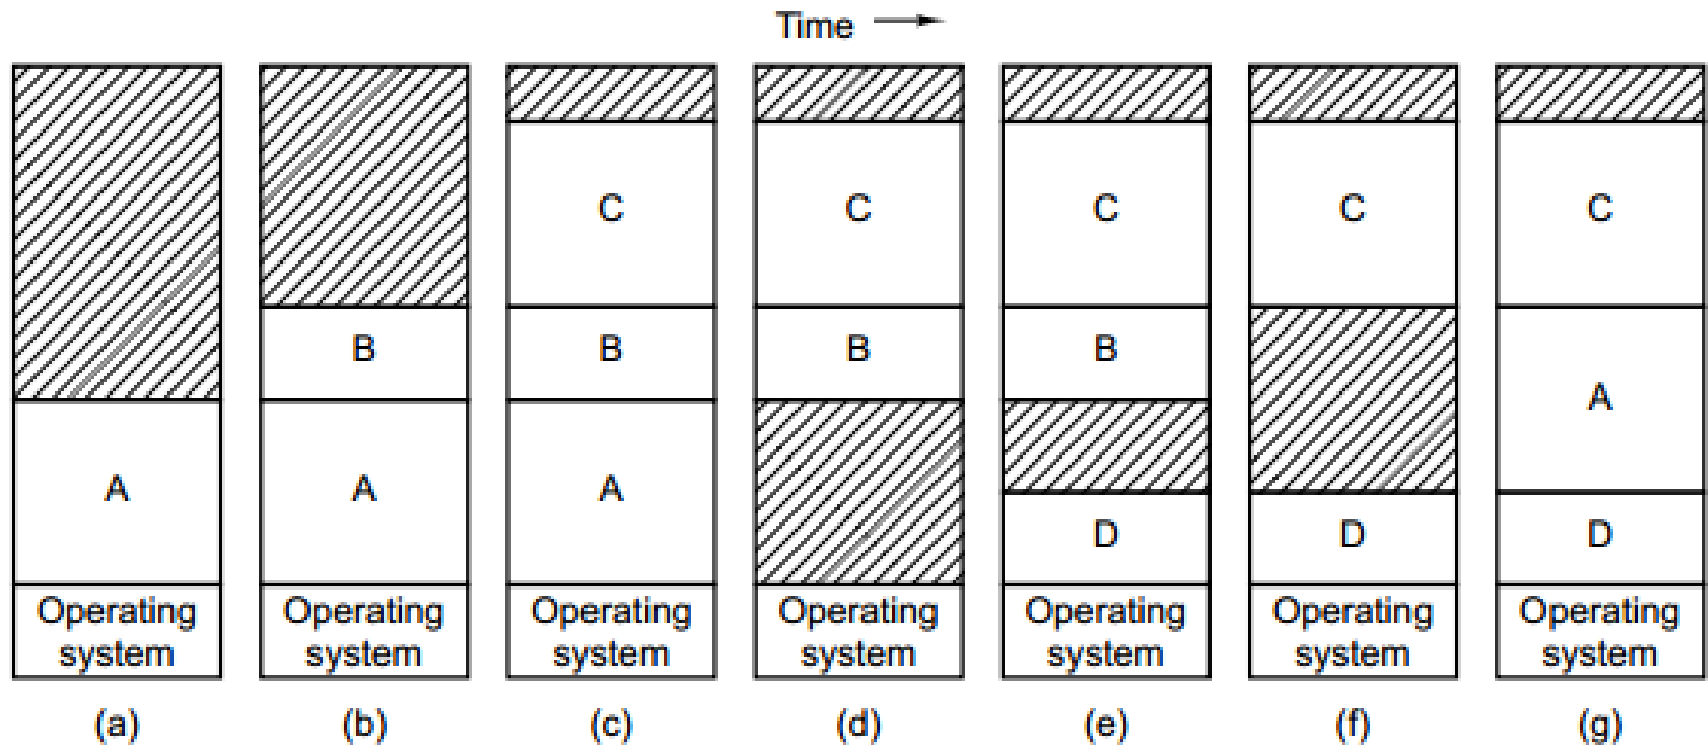 Time
C
C
C
C
C
B
B
B
B
A
A
A
A
D
D
D
Operating
system
Operating
system
Operating
system
Operating
system
Operating
system
Operating
system
Operating
system
(a)
(b)
(c)
(d)
(e)
(f)
(g)